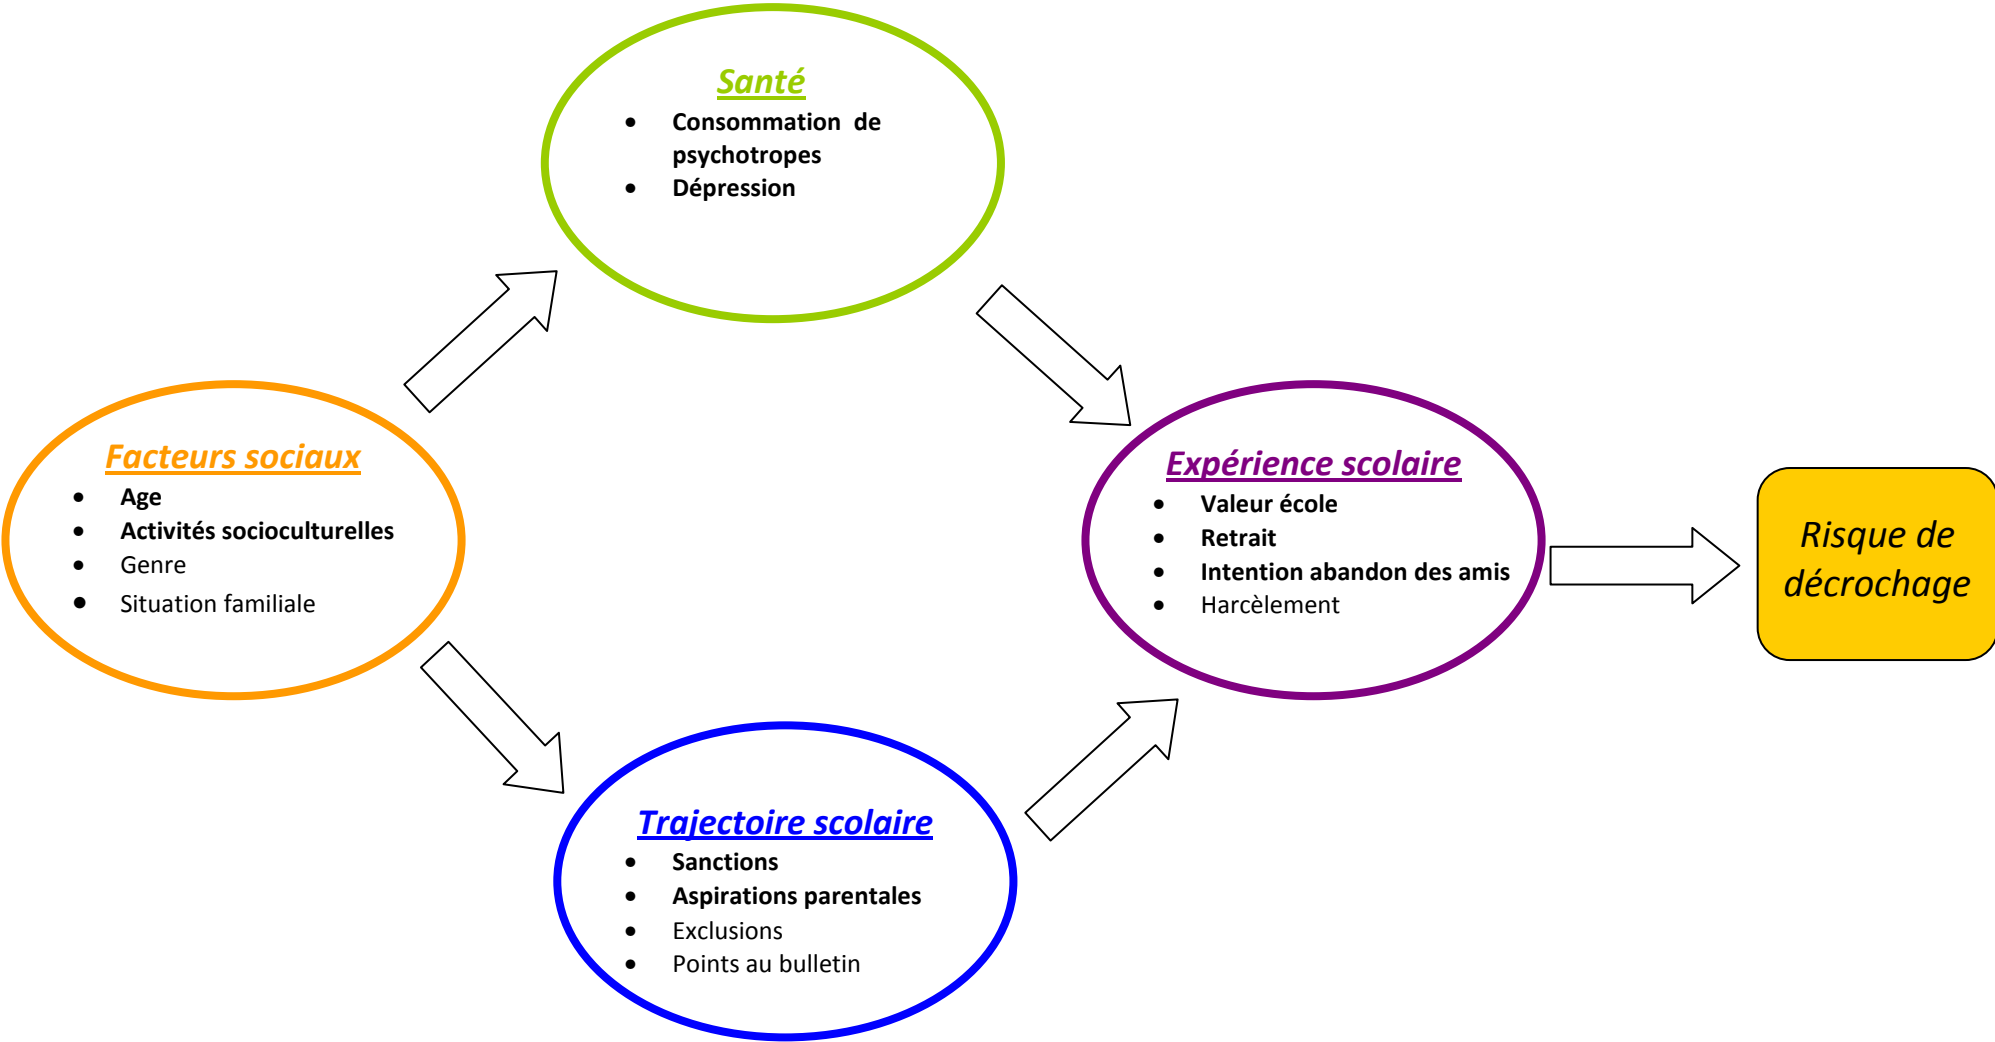 Santé
• Consommation de
psychotropes
• Dépression
Facteurs sociaux
• Age
• Activités socioculturelles
• Genre
• Situation familiale
Expérience scolaire
• Valeur école
• Retrait
• Intention abandon des amis
• Harcèlement
Risque de
décrochage
Trajectoire scolaire
• Sanctions
• Aspirations parentales
• Exclusions
• Points au bulletin